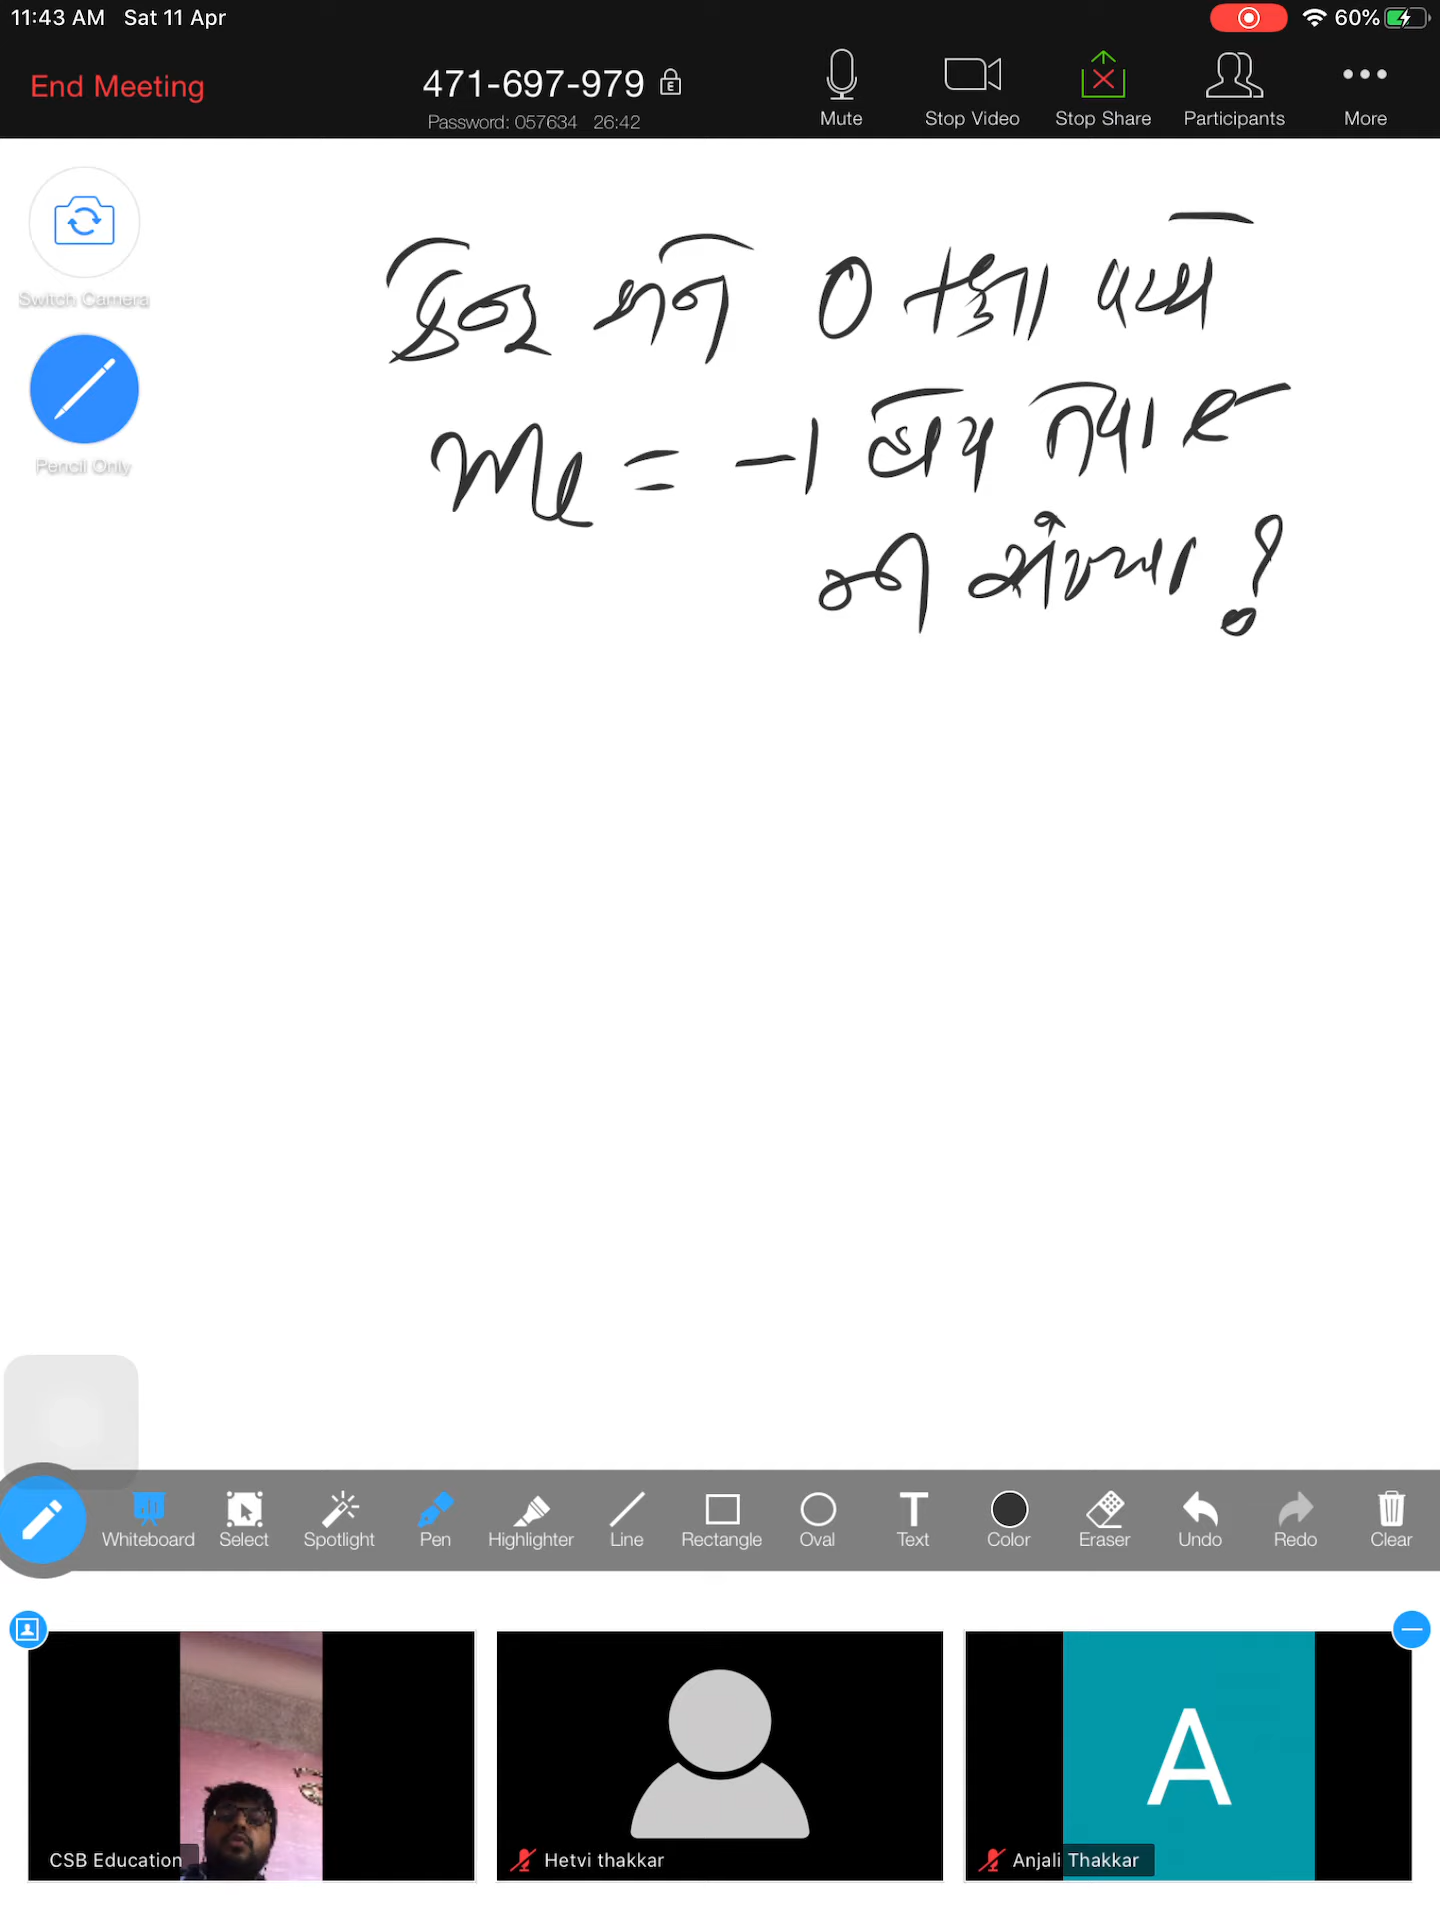 11:43 AM Sat 11 Apr 60%
End Meeting
471-697-979
Password: 057634 26:42
Mute
Stop Video
Stop Share
Participants
More
Switch Camera
Pencil Only
0
mₑ = -1 હોય તેવા e⁻
ની સંખ્યા ?
Whiteboard
Select
Spotlight
Pen
Highlighter
Line
Rectangle
Oval
Text
Color
Eraser
Undo
Redo
Clear
CSB Education
Hetvi thakkar
A
Anjali Thakkar